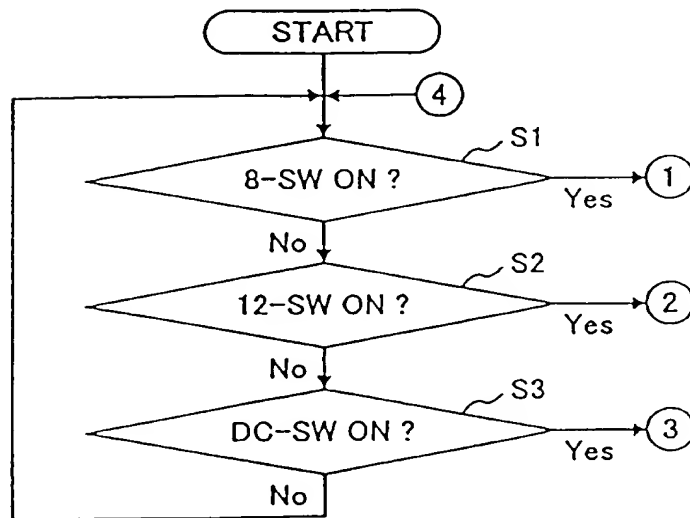 START
4
S1
8-SW ON ?
1
Yes
No
S2
12-SW ON ?
2
Yes
No
S3
DC-SW ON ?
3
Yes
No